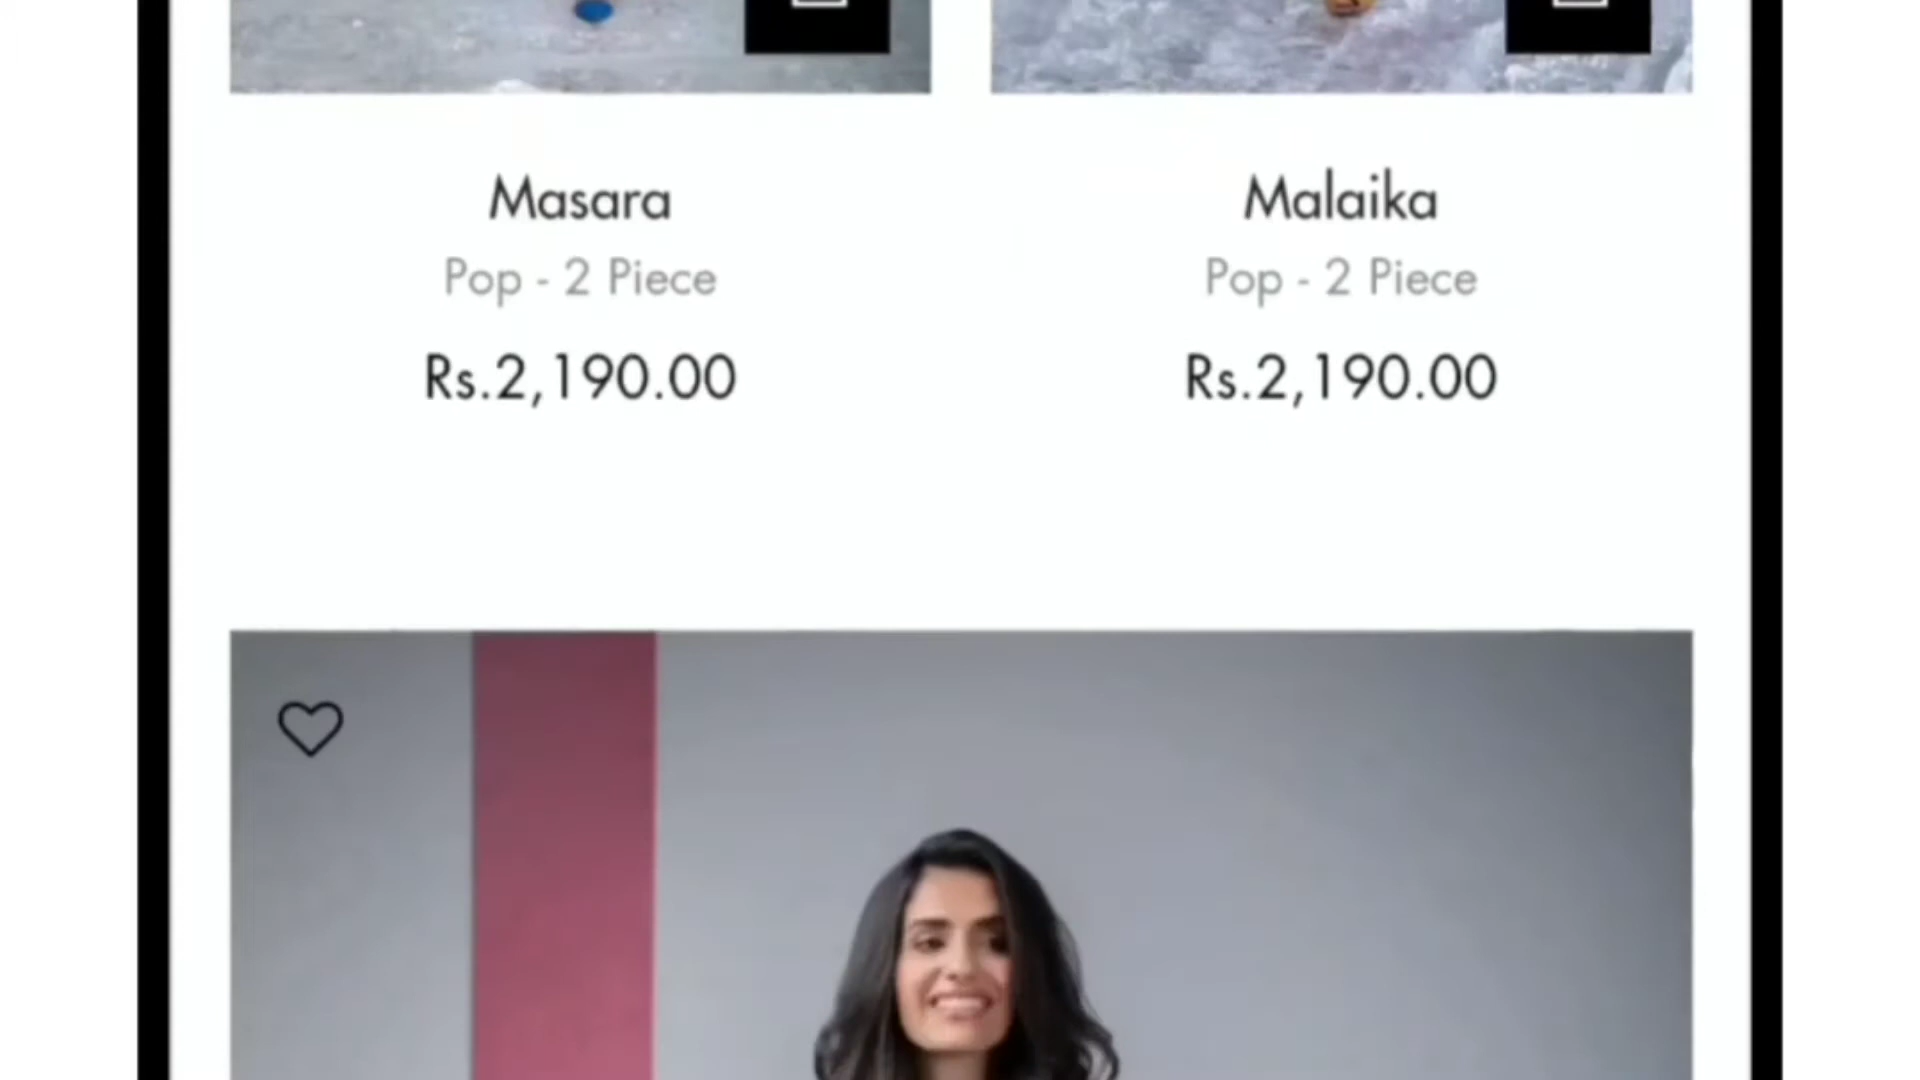 Masara
Pop - 2 Piece
Rs.2,190.00
Malaika
Pop - 2 Piece
Rs.2,190.00